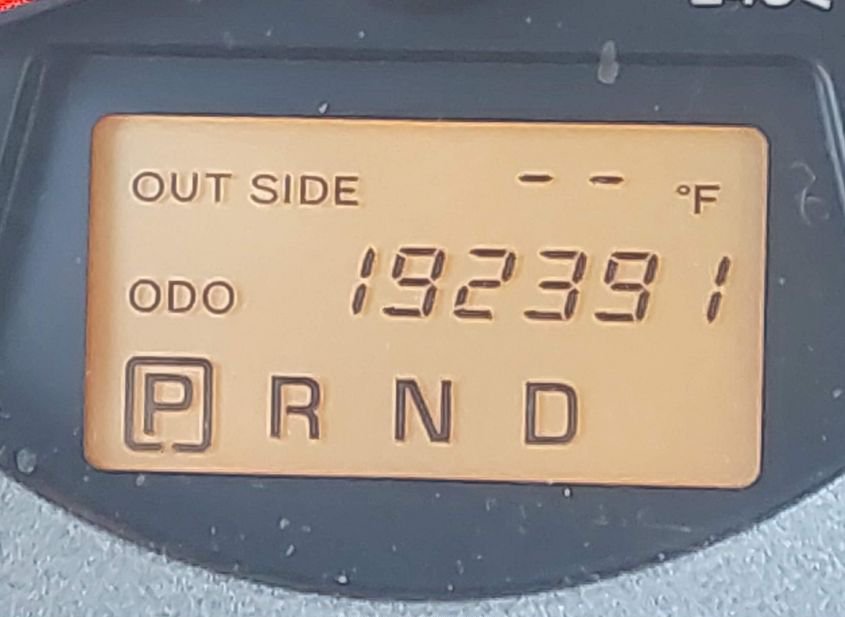 OUT SIDE -- °F
ODO 192391
P R N D